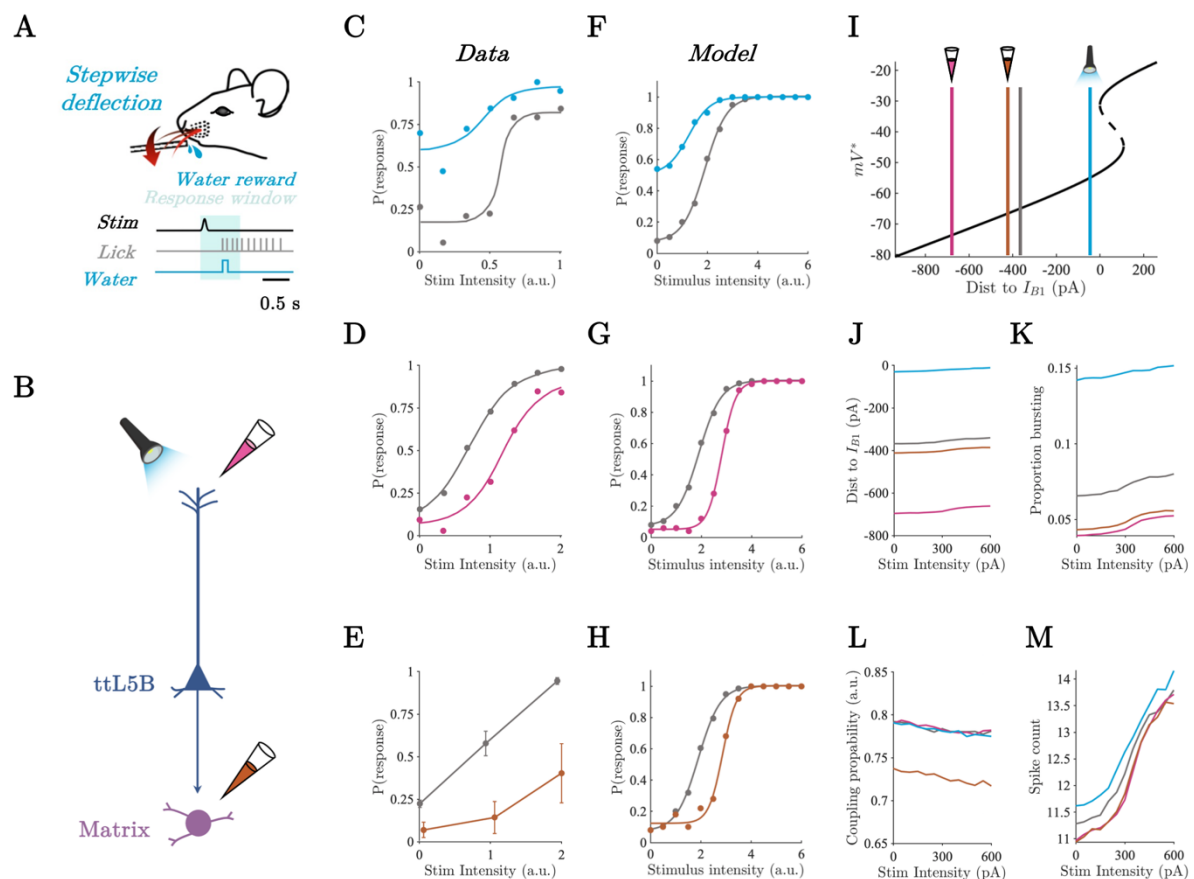 A
Stepwise
deflection
Water reward
Response window
Stim
Lick
Water
0.5 s
B
ttL5B
Matrix
C
Data
P(response)
1
0.75
0.5
0.25
0
0
0.5
1
Stim Intensity (a.u.)
F
Model
P(response)
1
0.8
0.6
0.4
0.2
0
0
2
4
6
Stimulus intensity (a.u.)
I
mV*
-20
-30
-40
-50
-60
-70
-80
-800
-600
-400
-200
0
200
Dist to I_B1 (pA)
D
P(response)
1
0.75
0.5
0.25
0
0
1
2
Stim Intensity (a.u.)
G
P(response)
1
0.8
0.6
0.4
0.2
0
0
2
4
6
Stimulus intensity (a.u.)
J
Dist to I_B1 (pA)
0
-200
-400
-600
-800
0
300
600
Stim Intensity (pA)
K
Proportion bursting
0.15
0.1
0.05
0
300
600
Stim Intensity (pA)
E
P(response)
1
0.75
0.5
0.25
0
0
1
2
Stim Intensity (a.u.)
H
P(response)
1
0.8
0.6
0.4
0.2
0
0
2
4
6
Stimulus intensity (a.u.)
L
Coupling propability (a.u.)
0.85
0.8
0.75
0.7
0.65
0
300
600
Stim Intensity (pA)
M
Spike count
14
13.5
13
12.5
12
11.5
11
0
300
600
Stim Intensity (pA)